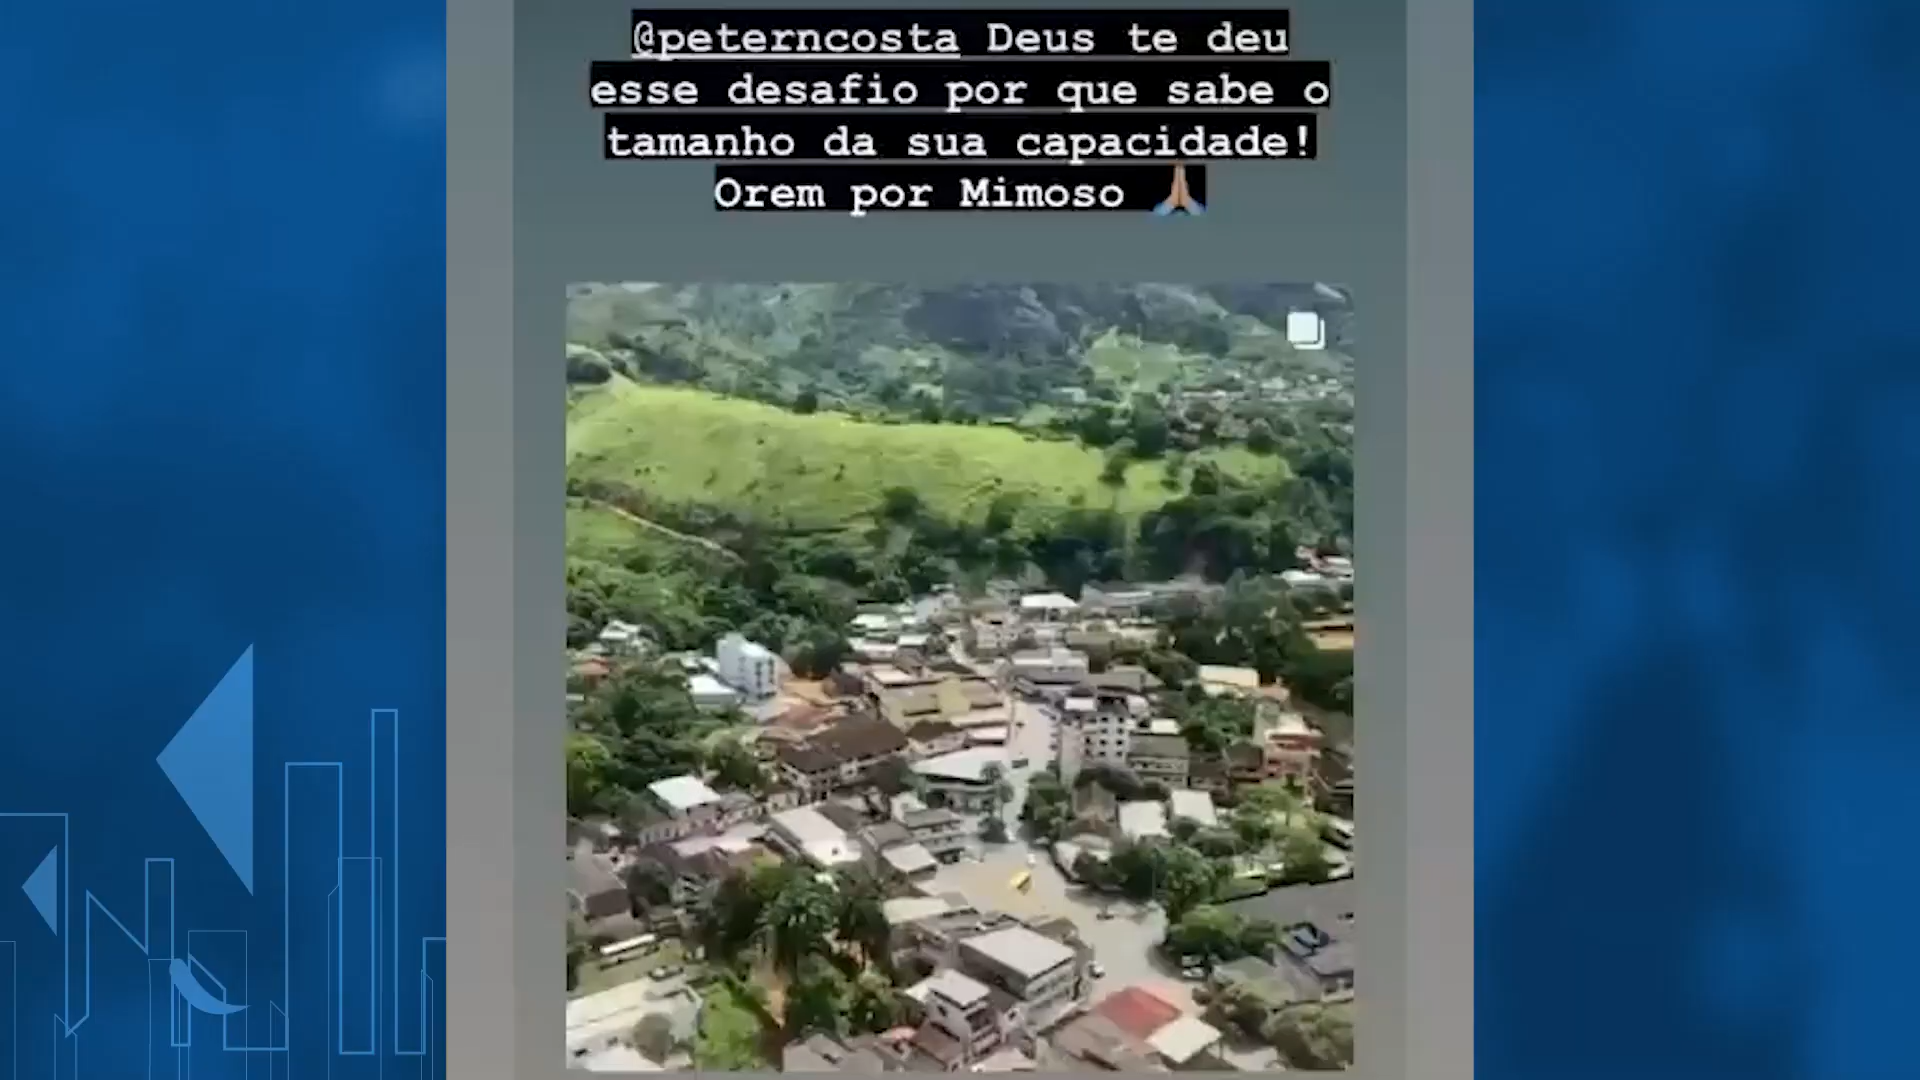 @peterncosta Deus te deu
esse desafio por que sabe o
tamanho da sua capacidade!
Orem por Mimoso 🙏🏽